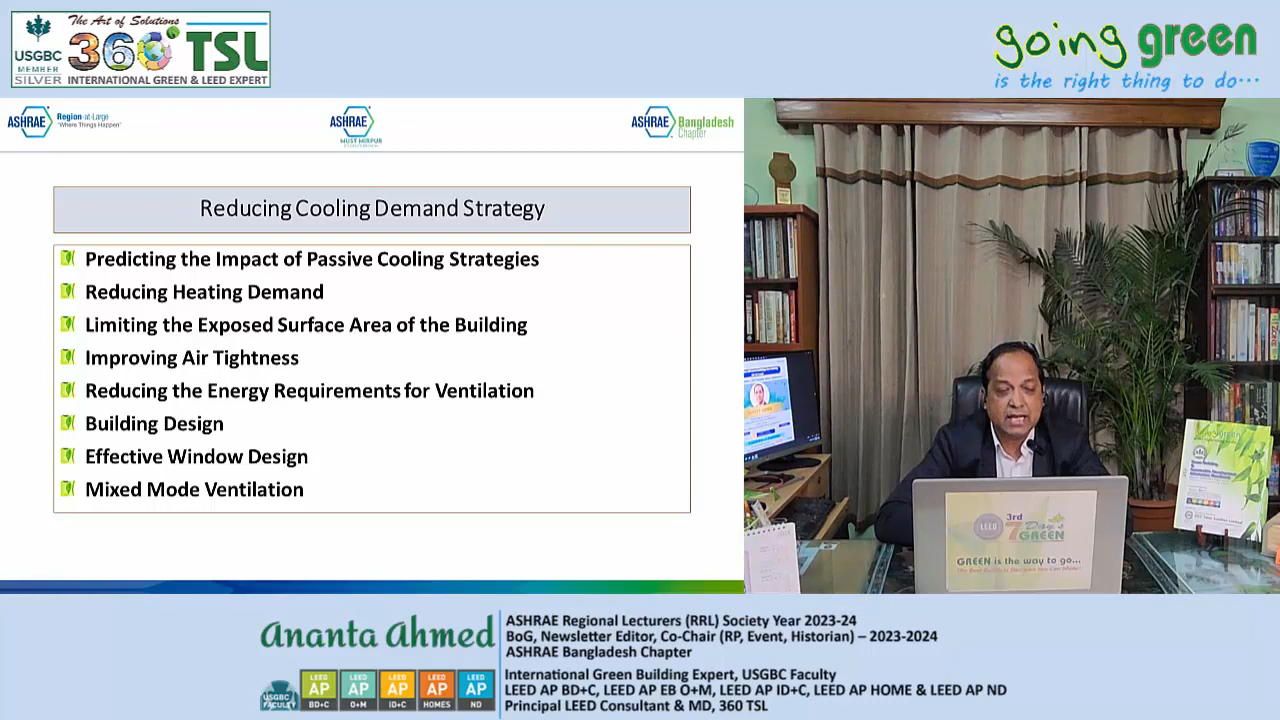 The Art of Solutions
USGBC
MEMBER
SILVER
360 TSL
INTERNATIONAL GREEN & LEED EXPERT
going green
is the right thing to do...
ASHRAE Region-at-Large
"Where Things Happen"
ASHRAE
MUST MIRPUR
ASHRAE Bangladesh
Chapter
Reducing Cooling Demand Strategy
Predicting the Impact of Passive Cooling Strategies
Reducing Heating Demand
Limiting the Exposed Surface Area of the Building
Improving Air Tightness
Reducing the Energy Requirements for Ventilation
Building Design
Effective Window Design
Mixed Mode Ventilation
LEED
3rd
7 Day's
GREEN
GREEN is the way to go...
Ananta Ahmed
USGBC
FACULTY
LEED AP BD+C
LEED AP O+M
LEED AP ID+C
LEED AP HOMES
LEED AP ND
ASHRAE Regional Lecturers (RRL) Society Year 2023-24
BoG, Newsletter Editor, Co-Chair (RP, Event, Historian) – 2023-2024
ASHRAE Bangladesh Chapter
International Green Building Expert, USGBC Faculty
LEED AP BD+C, LEED AP EB O+M, LEED AP ID+C, LEED AP HOME & LEED AP ND
Principal LEED Consultant & MD, 360 TSL